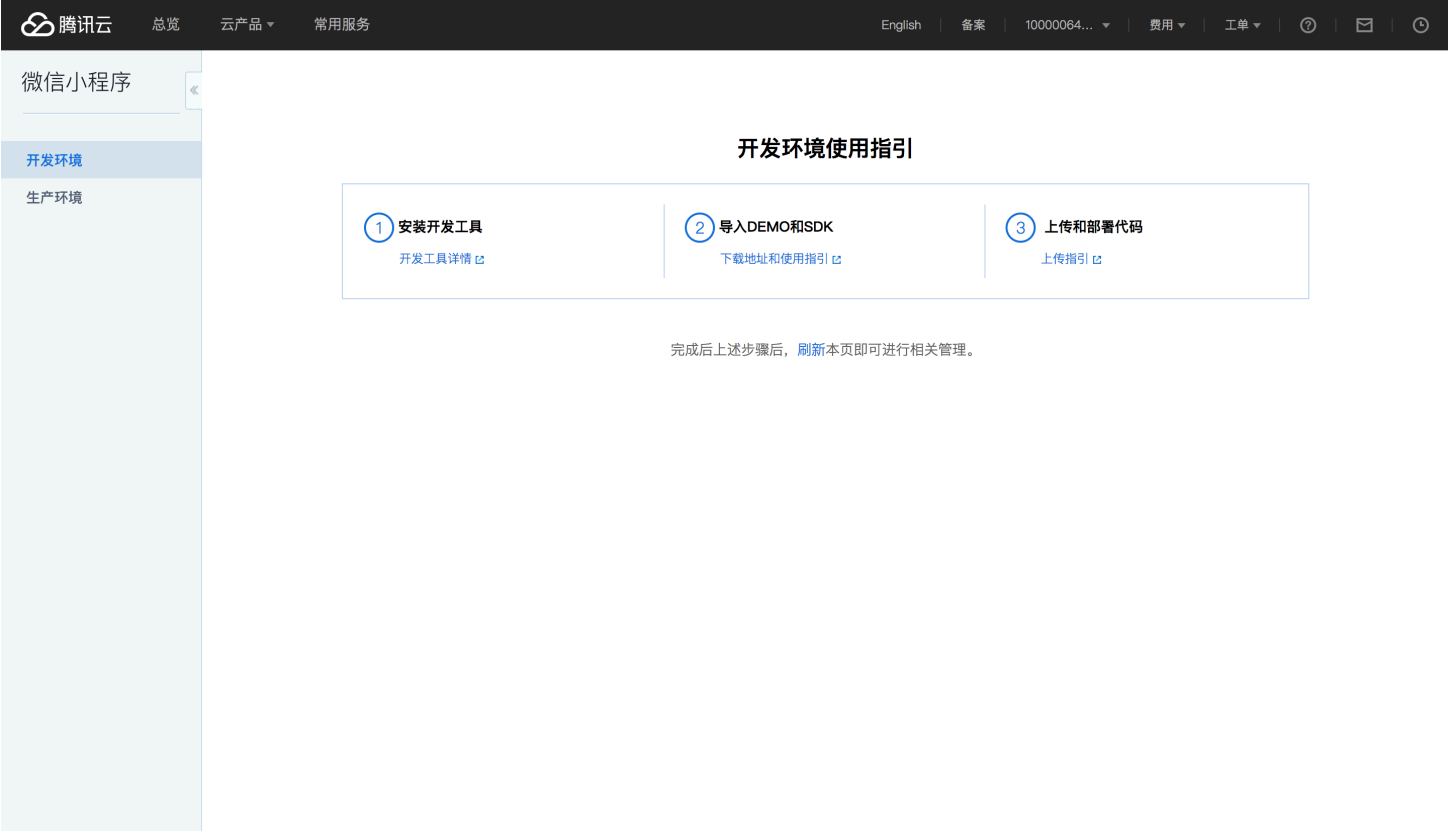 腾讯云 总览 云产品 常用服务 English 备案 10000064... 费用 工单
微信小程序
开发环境
生产环境
开发环境使用指引
1 安装开发工具
开发工具详情
2 导入DEMO和SDK
下载地址和使用指引
3 上传和部署代码
上传指引
完成后上述步骤后，刷新本页即可进行相关管理。